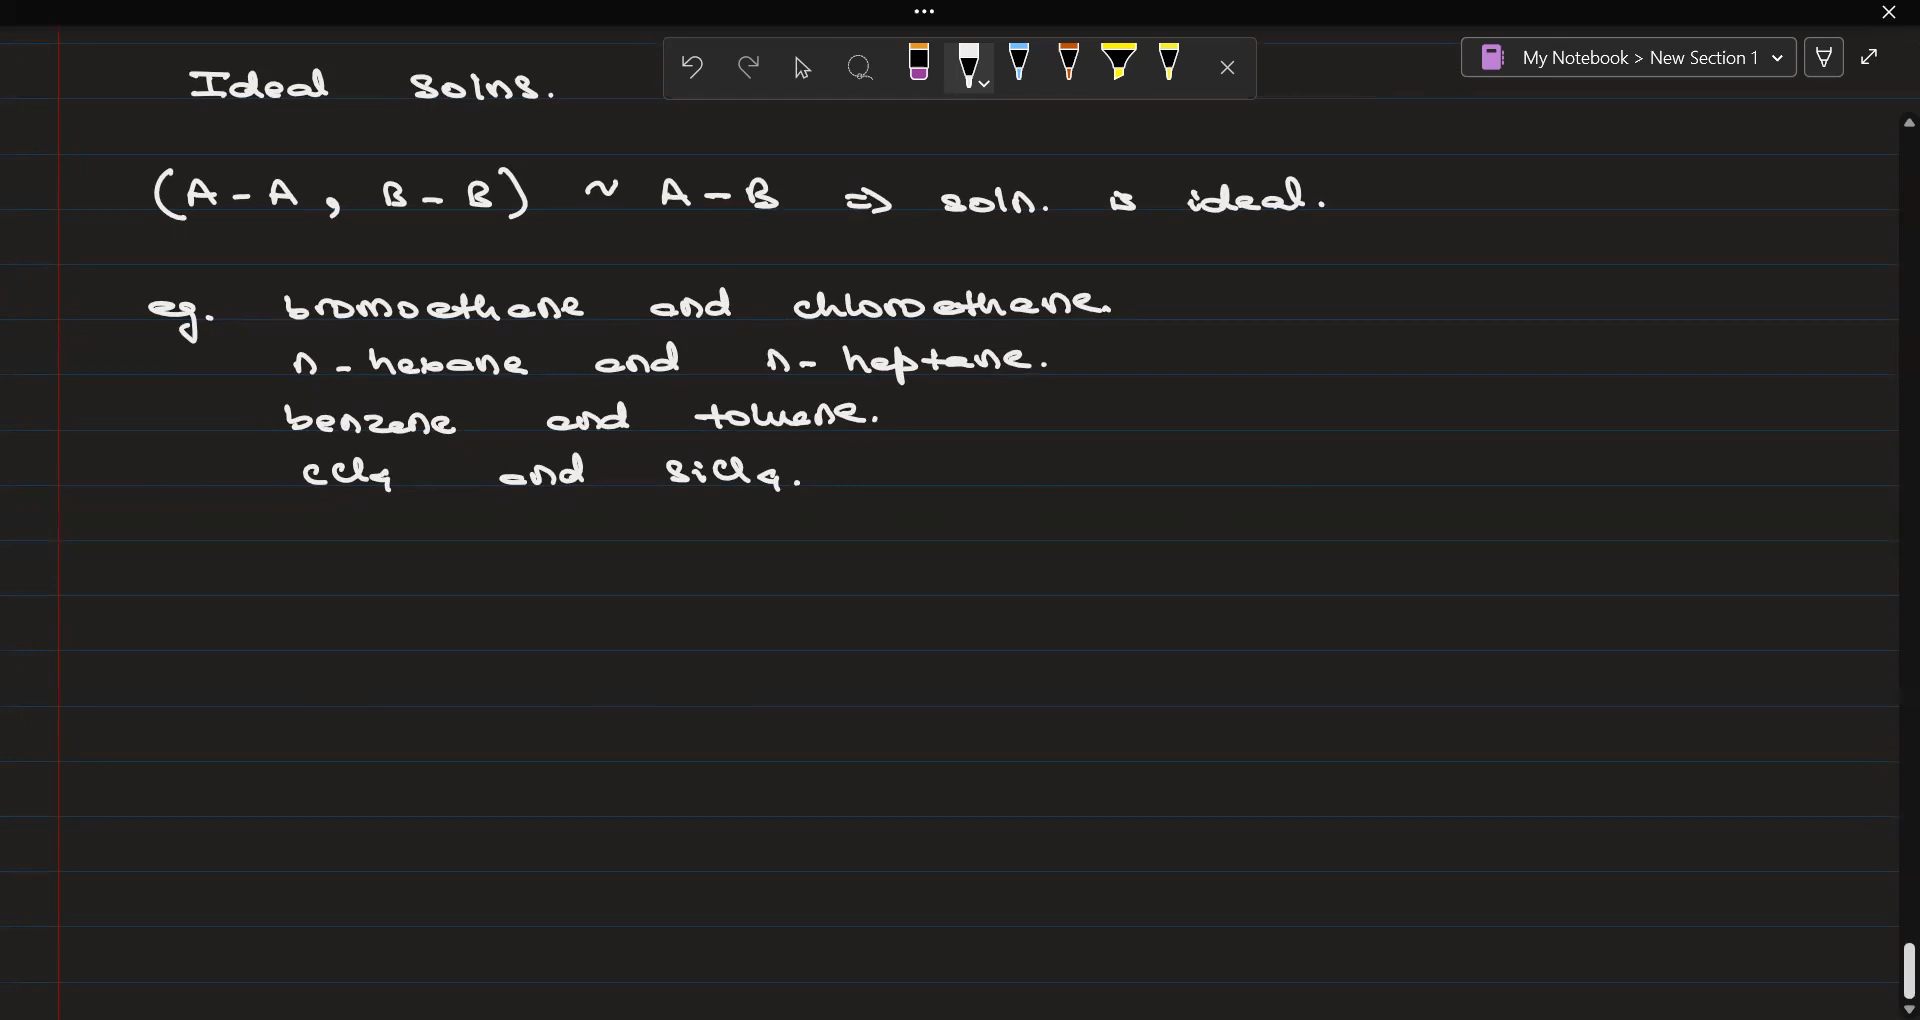 ...
My Notebook > New Section 1
Ideal solns.
(A-A, B-B) ~ A-B => soln. is ideal.
eg. bromoethane and chloroethane.
n-hexane and n-heptane.
benzene and toluene.
CCl4 and SiCl4.